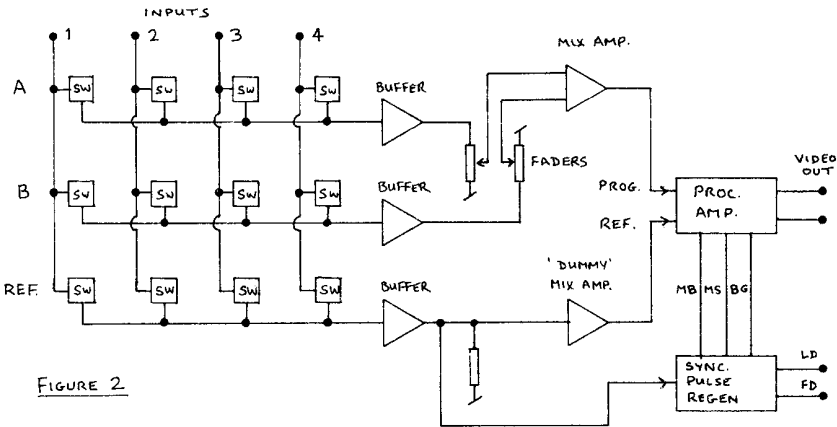 INPUTS
1 2 3 4
A
SW SW SW SW
BUFFER
MIX AMP.
FADERS
B
SW SW SW SW
BUFFER
PROG.
REF.
PROC.
AMP.
VIDEO
OUT
REF.
SW SW SW SW
BUFFER
'DUMMY'
MIX AMP.
MB MS BG
SYNC.
PULSE
REGEN
LD
FD
FIGURE 2